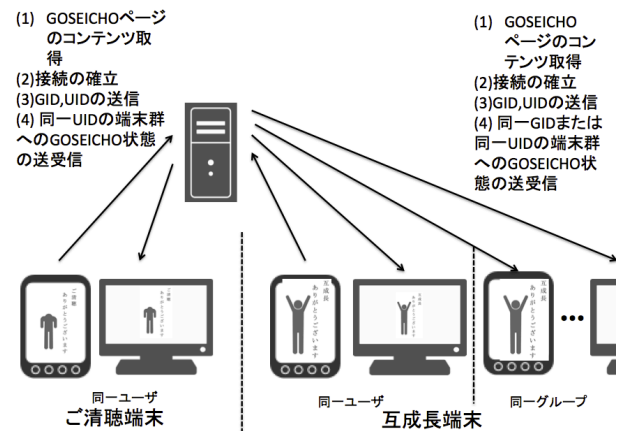 (1) GOSEICHOページ
のコンテンツ取
得
(2)接続の確立
(3)GID,UIDの送信
(4) 同一UIDの端末群
へのGOSEICHO状態
の送受信
(1) GOSEICHO
ページのコン
テンツ取得
(2)接続の確立
(3)GID,UIDの送信
(4) 同一GIDまたは
同一UIDの端末群
へのGOSEICHO状
態の送受信
ご清聴
ありがとうございます
ご清聴
ありがとうございます
互成長
ありがとうございます
互成長
ありがとうございます
互成長
ありがとうございます
同一ユーザ
ご清聴端末
同一ユーザ
互成長端末
同一グループ